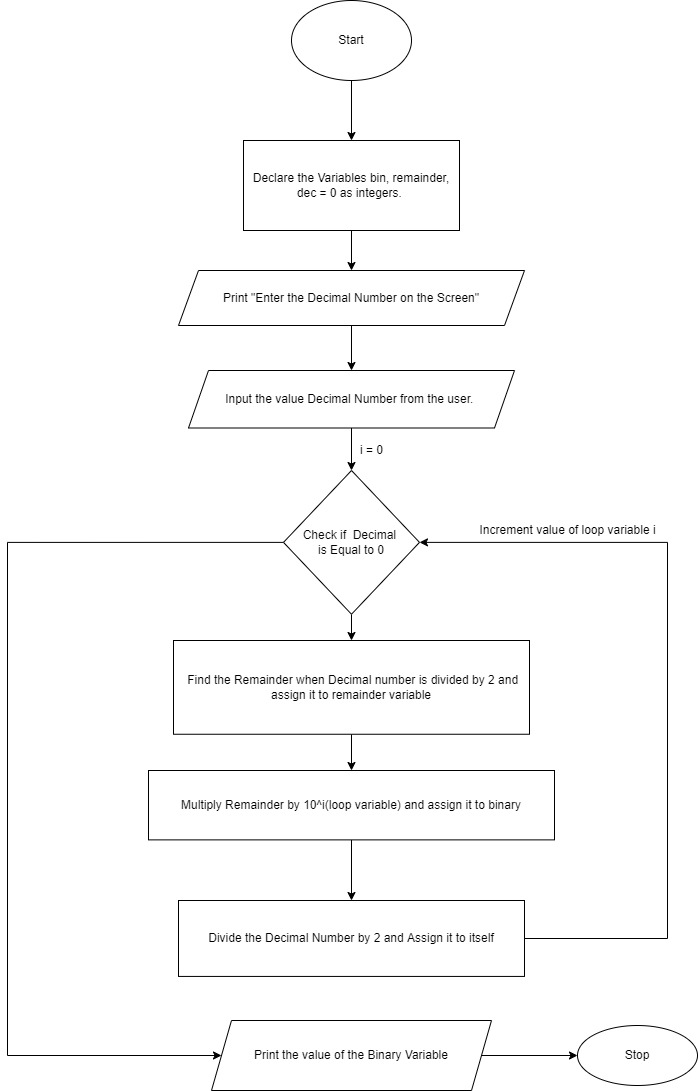 Start
Declare the Variables bin, remainder,
dec = 0 as integers.
Print "Enter the Decimal Number on the Screen"
Input the value Decimal Number from the user.
i = 0
Check if Decimal
is Equal to 0
Increment value of loop variable i
Find the Remainder when Decimal number is divided by 2 and
assign it to remainder variable
Multiply Remainder by 10^i(loop variable) and assign it to binary
Divide the Decimal Number by 2 and Assign it to itself
Print the value of the Binary Variable
Stop